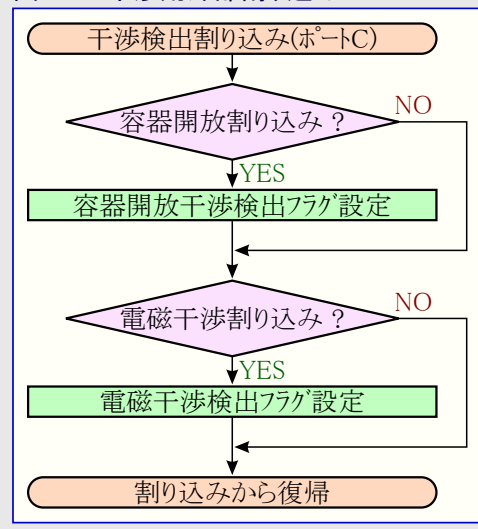 干渉検出割り込み(ﾎﾟｰﾄC)
容器開放割り込み ?
NO
YES
容器開放干渉検出ﾌﾗｸﾞ設定
電磁干渉割り込み ?
NO
YES
電磁干渉検出ﾌﾗｸﾞ設定
割り込みから復帰